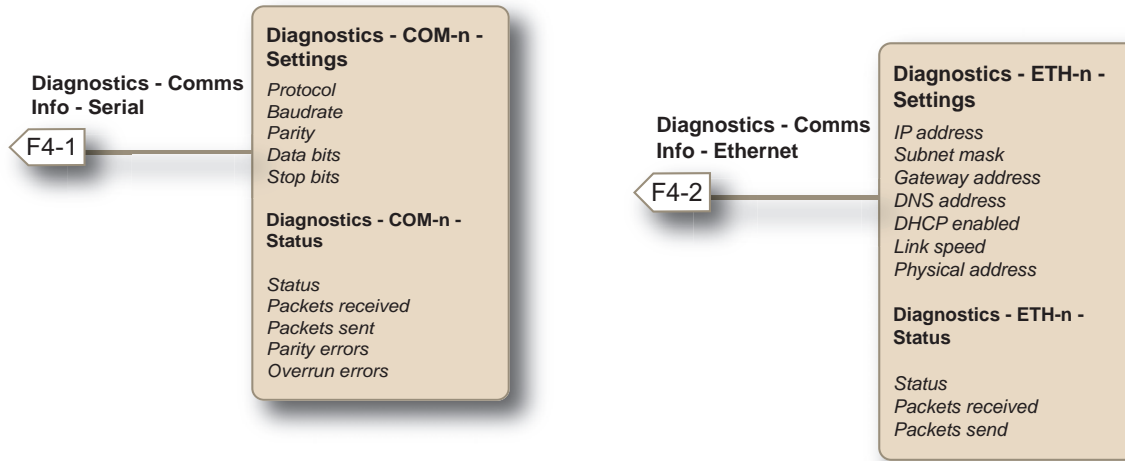 Diagnostics - Comms
Info - Serial
F4-1
Diagnostics - COM-n -
Settings
Protocol
Baudrate
Parity
Data bits
Stop bits
Diagnostics - COM-n -
Status
Status
Packets received
Packets sent
Parity errors
Overrun errors
Diagnostics - Comms
Info - Ethernet
F4-2
Diagnostics - ETH-n -
Settings
IP address
Subnet mask
Gateway address
DNS address
DHCP enabled
Link speed
Physical address
Diagnostics - ETH-n -
Status
Status
Packets received
Packets send